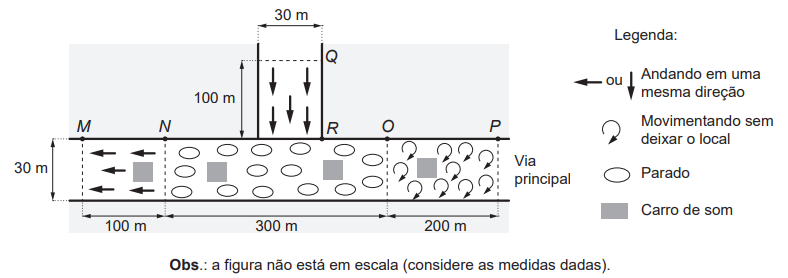 30 m
Legenda:
Q
ou
Andando em uma
mesma direção
100 m
M
N
R
O
P
Movimentando sem
deixar o local
30 m
Via
principal
Parado
Carro de som
100 m
300 m
200 m
Obs.: a figura não está em escala (considere as medidas dadas).